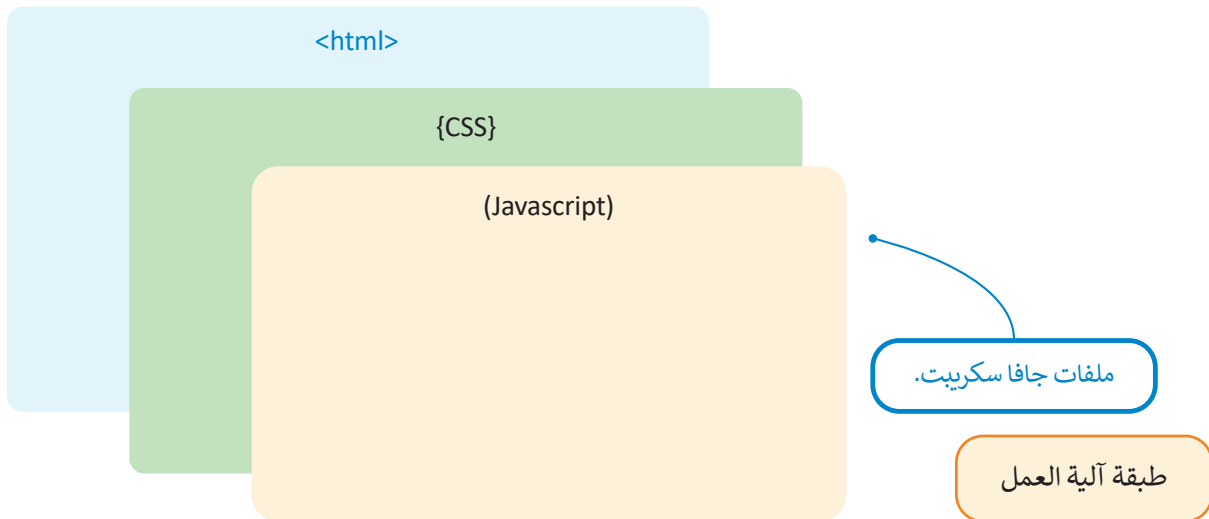 <html>
{CSS}
(Javascript)
ملفات جافا سكريبت.
طبقة آلية العمل